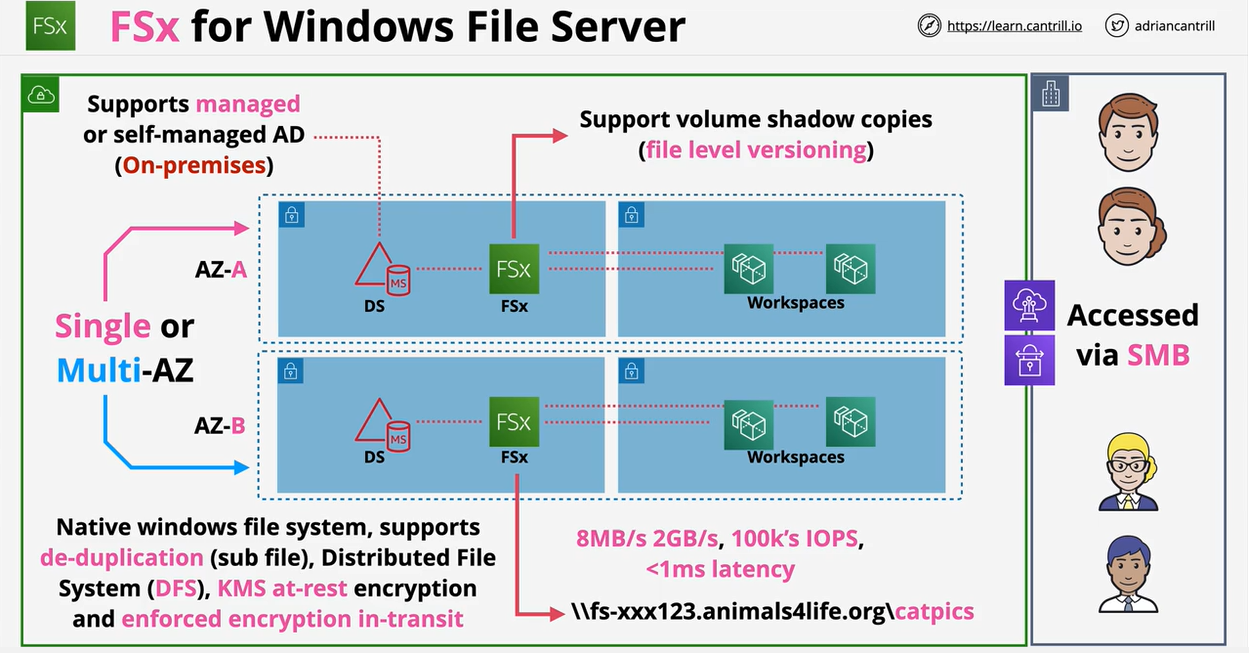 FSx
FSx for Windows File Server
https://learn.cantrill.io
adriancantrill
Supports managed
or self-managed AD
(On-premises)
Support volume shadow copies
(file level versioning)
AZ-A
MS
DS
FSx
FSx
Workspaces
Single or
Multi-AZ
AZ-B
MS
DS
FSx
FSx
Workspaces
Accessed
via SMB
Native windows file system, supports
de-duplication (sub file), Distributed File
System (DFS), KMS at-rest encryption
and enforced encryption in-transit
8MB/s 2GB/s, 100k's IOPS,
<1ms latency
\\fs-xxx123.animals4life.org\catpics